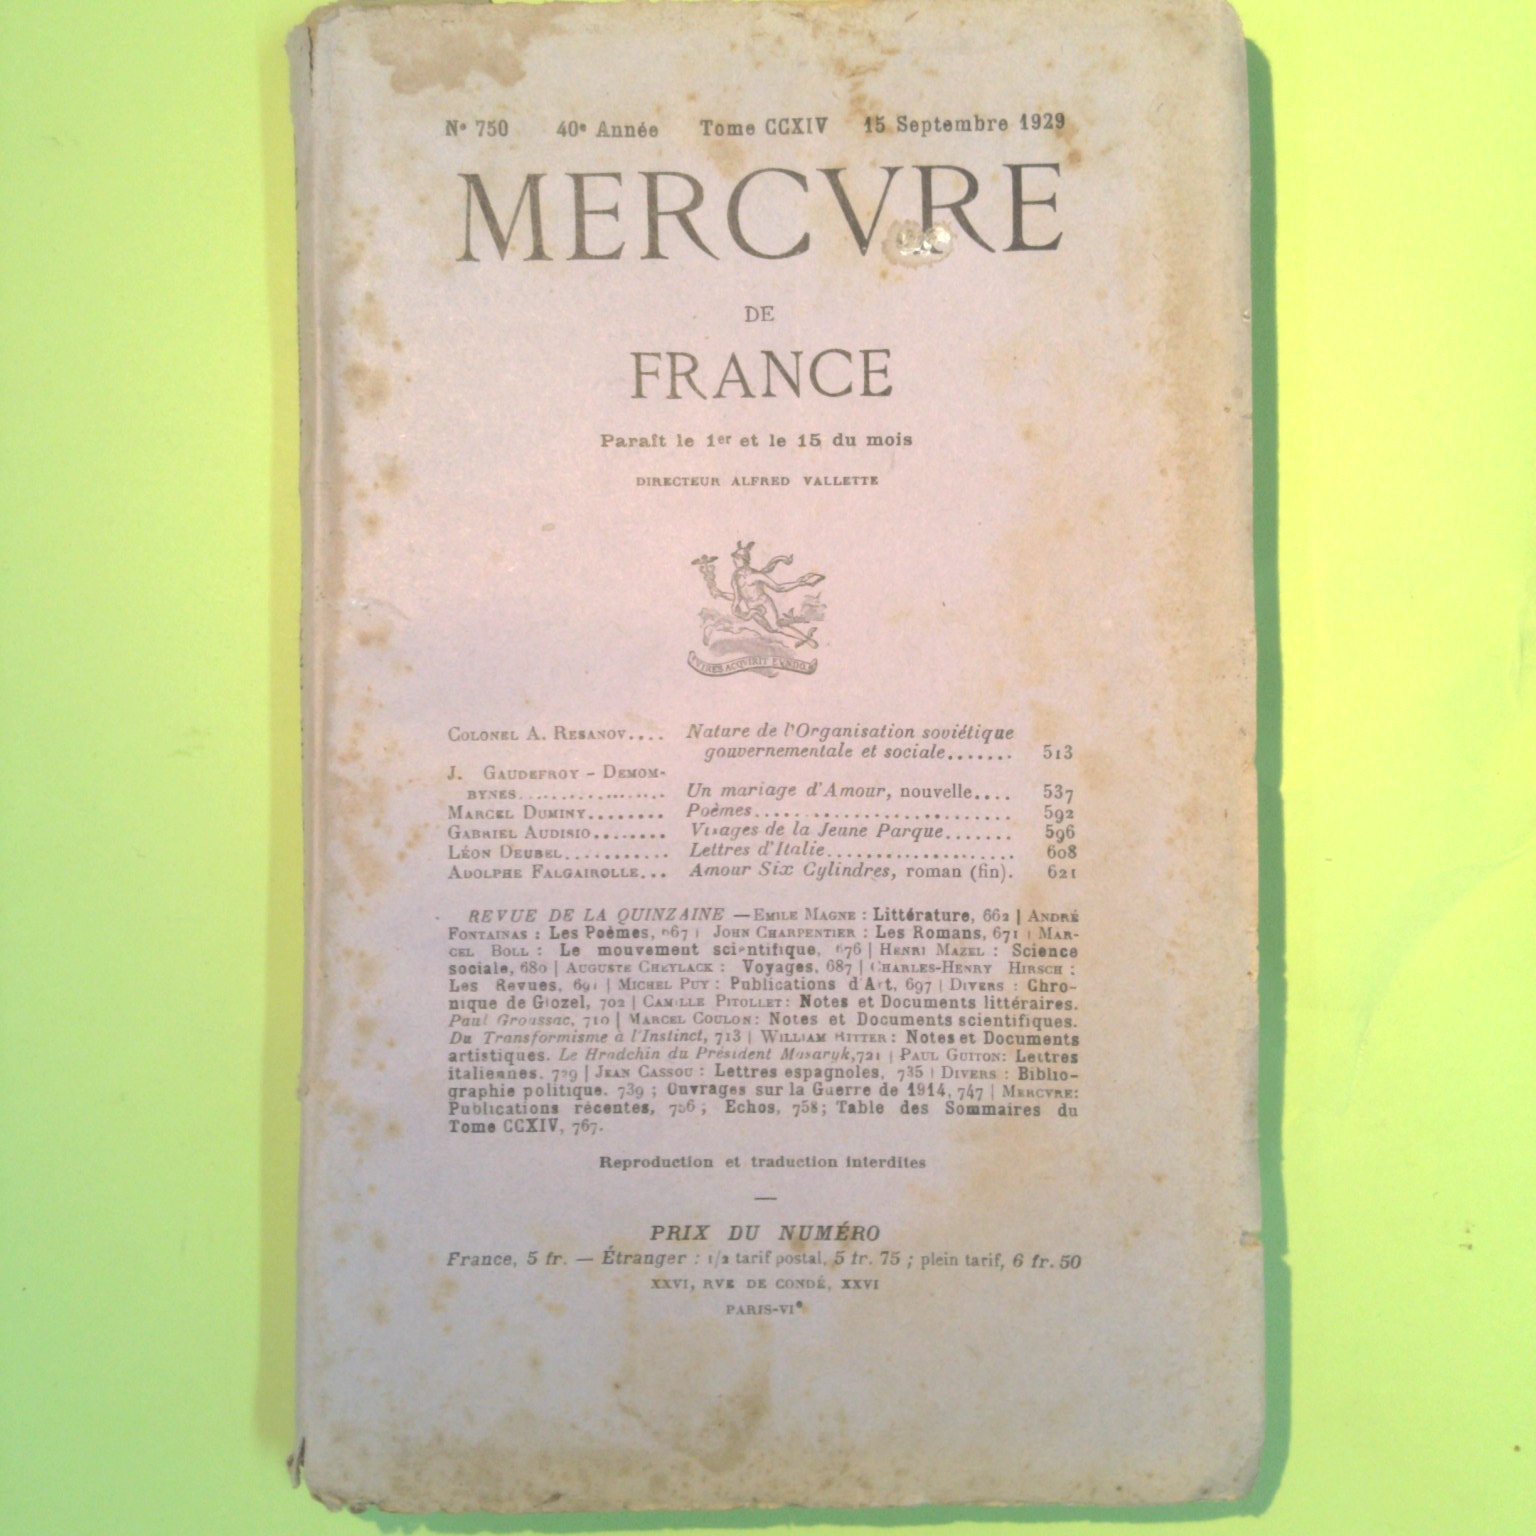 Nº 750 40e Année Tome CCXIV 15 Septembre 1929
MERCVRE
DE
FRANCE
Paraît le 1er et le 15 du mois
DIRECTEUR ALFRED VALLETTE
VIRES ACQVIRIT EVNDO
COLONEL A. RESANOV.... Nature de l'Organisation soviétique
gouvernementale et sociale....... 513
J. GAUDEFROY-DEMOM-
BYNES................. Un mariage d'Amour, nouvelle.... 537
MARCEL DUMINY........ Poèmes........................... 592
GABRIEL AUDISIO........ Visages de la Jeune Parque....... 596
LÉON DEUBEL........... Lettres d'Italie.................... 608
ADOLPHE FALGAIROLLE... Amour Six Cylindres, roman (fin). 621
REVUE DE LA QUINZAINE — EMILE MAGNE : Littérature, 662 | ANDRÉ
FONTAINAS : Les Poèmes, 667 | JOHN CHARPENTIER : Les Romans, 671 | MAR-
CEL BOLL : Le mouvement scientifique, 676 | HENRI MAZEL : Science
sociale, 680 | AUGUSTE CHEYLACK : Voyages, 687 | CHARLES-HENRY HIRSCH :
Les Revues, 691 | MICHEL PUY : Publications d'Art, 697 | DIVERS : Chro-
nique de Glozel, 702 | CAMILLE PITOLLET : Notes et Documents littéraires.
Paul Groussac, 710 | MARCEL COULON : Notes et Documents scientifiques.
Du Transformisme à l'Instinct, 713 | WILLIAM RITTER : Notes et Documents
artistiques. Le Hradchin du Président Masaryk, 721 | PAUL GUITON : Lettres
italiennes. 729 | JEAN CASSOU : Lettres espagnoles, 735 | DIVERS : Biblio-
graphie politique. 739 ; Ouvrages sur la Guerre de 1914, 747 | MERCVRE :
Publications récentes, 756 ; Echos, 758 ; Table des Sommaires du
Tome CCXIV, 767.
Reproduction et traduction interdites
PRIX DU NUMÉRO
France, 5 fr. — Étranger : 1/2 tarif postal, 5 fr. 75 ; plein tarif, 6 fr. 50
XXVI, RVE DE CONDÉ, XXVI
PARIS-VIe